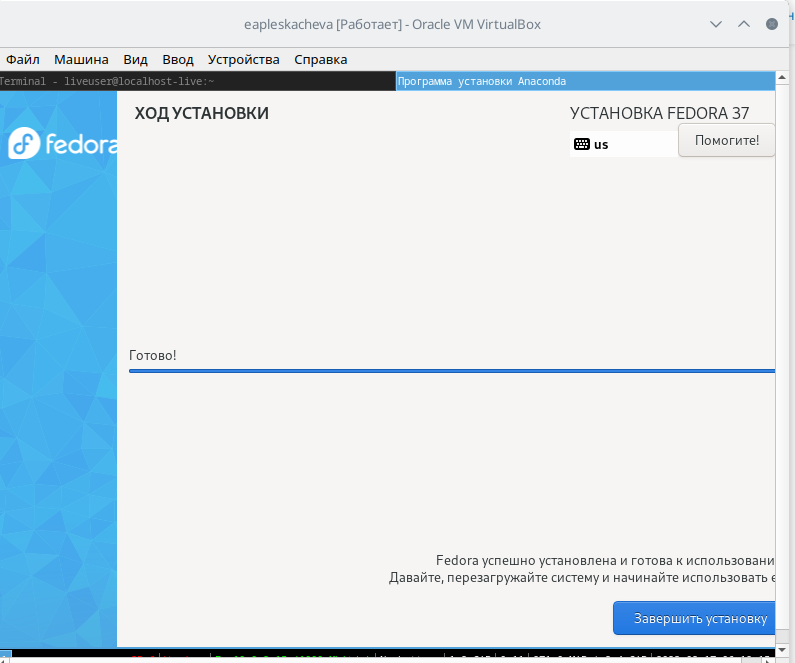 eapleskacheva [Работает] - Oracle VM VirtualBox
Файл Машина Вид Ввод Устройства Справка
Terminal - liveuser@localhost-live:~
Программа установки Anaconda
fedora
ХОД УСТАНОВКИ
УСТАНОВКА FEDORA 37
us
Помогите!
Готово!
Fedora успешно установлена и готова к использовани
Давайте, перезагружайте систему и начинайте использовать
Завершить установку